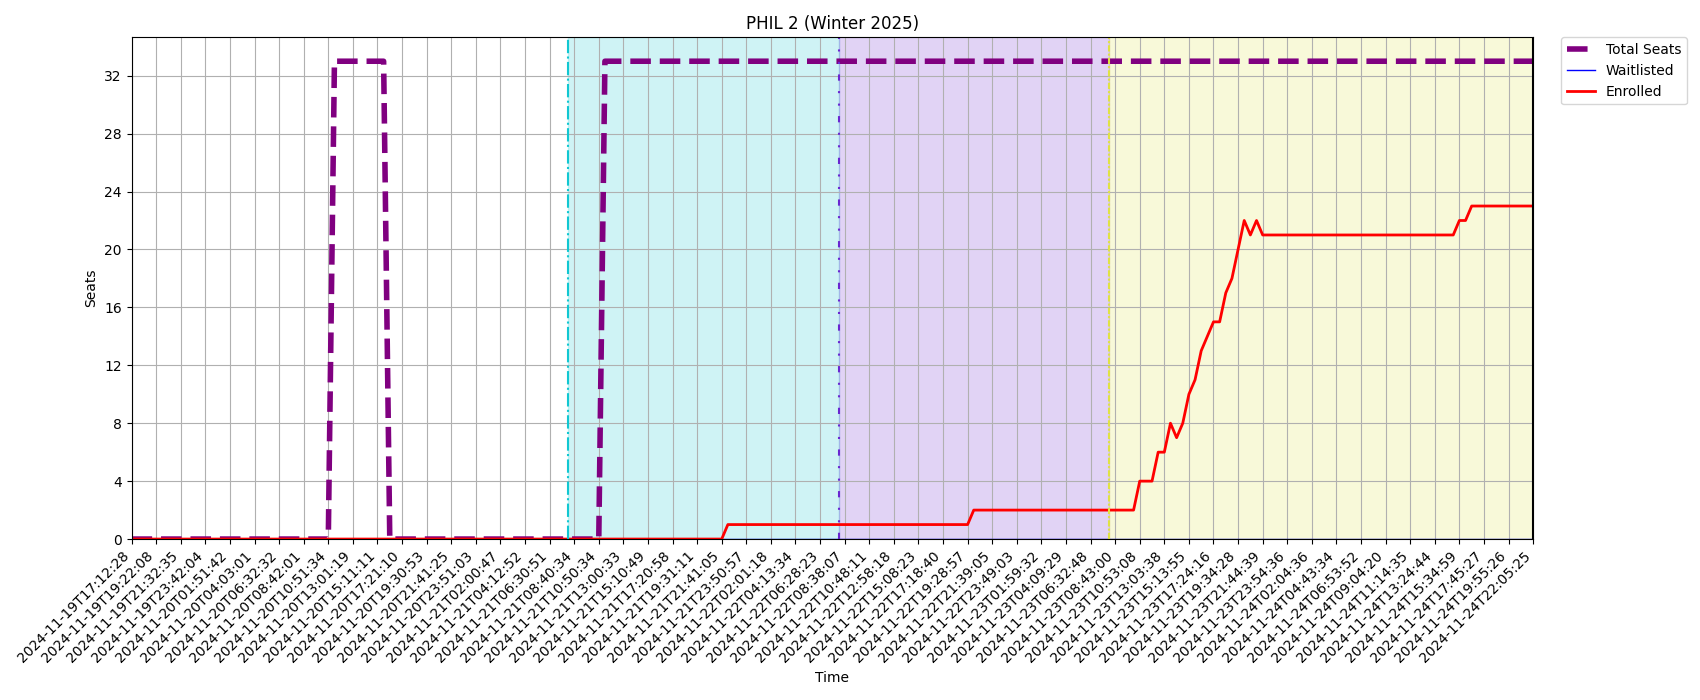 PHIL 2 (Winter 2025)
Total Seats
Waitlisted
Enrolled
Seats
32
28
24
20
16
12
8
4
0
2024-11-19T17:12:28
2024-11-19T19:22:08
2024-11-19T21:32:35
2024-11-19T23:42:04
2024-11-20T01:51:42
2024-11-20T04:03:01
2024-11-20T06:32:32
2024-11-20T08:42:01
2024-11-20T10:51:34
2024-11-20T13:01:19
2024-11-20T15:11:11
2024-11-20T17:21:10
2024-11-20T19:30:53
2024-11-20T21:41:25
2024-11-20T23:51:03
2024-11-21T02:00:47
2024-11-21T04:12:52
2024-11-21T06:30:51
2024-11-21T08:40:34
2024-11-21T10:50:34
2024-11-21T13:00:33
2024-11-21T15:10:49
2024-11-21T17:20:58
2024-11-21T19:31:11
2024-11-21T21:41:05
2024-11-21T23:50:57
2024-11-22T02:01:18
2024-11-22T04:13:34
2024-11-22T06:28:23
2024-11-22T08:38:07
2024-11-22T10:48:11
2024-11-22T12:58:18
2024-11-22T15:08:23
2024-11-22T17:18:40
2024-11-22T19:28:57
2024-11-22T21:39:05
2024-11-22T23:49:03
2024-11-23T01:59:32
2024-11-23T04:09:29
2024-11-23T06:32:48
2024-11-23T08:43:00
2024-11-23T10:53:08
2024-11-23T13:03:38
2024-11-23T15:13:55
2024-11-23T17:24:16
2024-11-23T19:34:28
2024-11-23T21:44:39
2024-11-23T23:54:36
2024-11-24T02:04:36
2024-11-24T04:43:34
2024-11-24T06:53:52
2024-11-24T09:04:20
2024-11-24T11:14:35
2024-11-24T13:24:44
2024-11-24T15:34:59
2024-11-24T17:45:27
2024-11-24T19:55:26
2024-11-24T22:05:25
Time